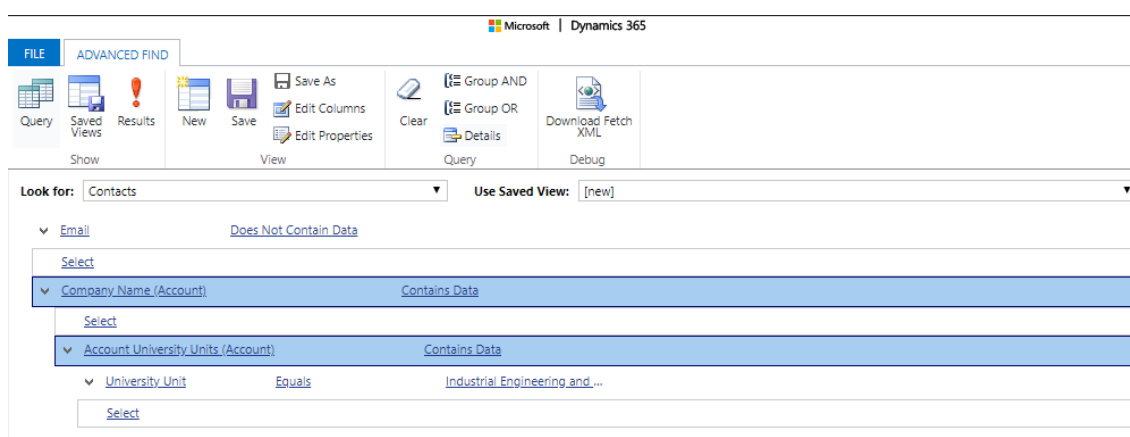 Microsoft | Dynamics 365
FILE ADVANCED FIND
Save As Group AND
Edit Columns Group OR
Query Saved Views Results New Save Edit Properties Clear Details Download Fetch XML
Show View Query Debug
Look for: Contacts Use Saved View: [new]
Email Does Not Contain Data
Select
Company Name (Account) Contains Data
Select
Account University Units (Account) Contains Data
University Unit Equals Industrial Engineering and ...
Select